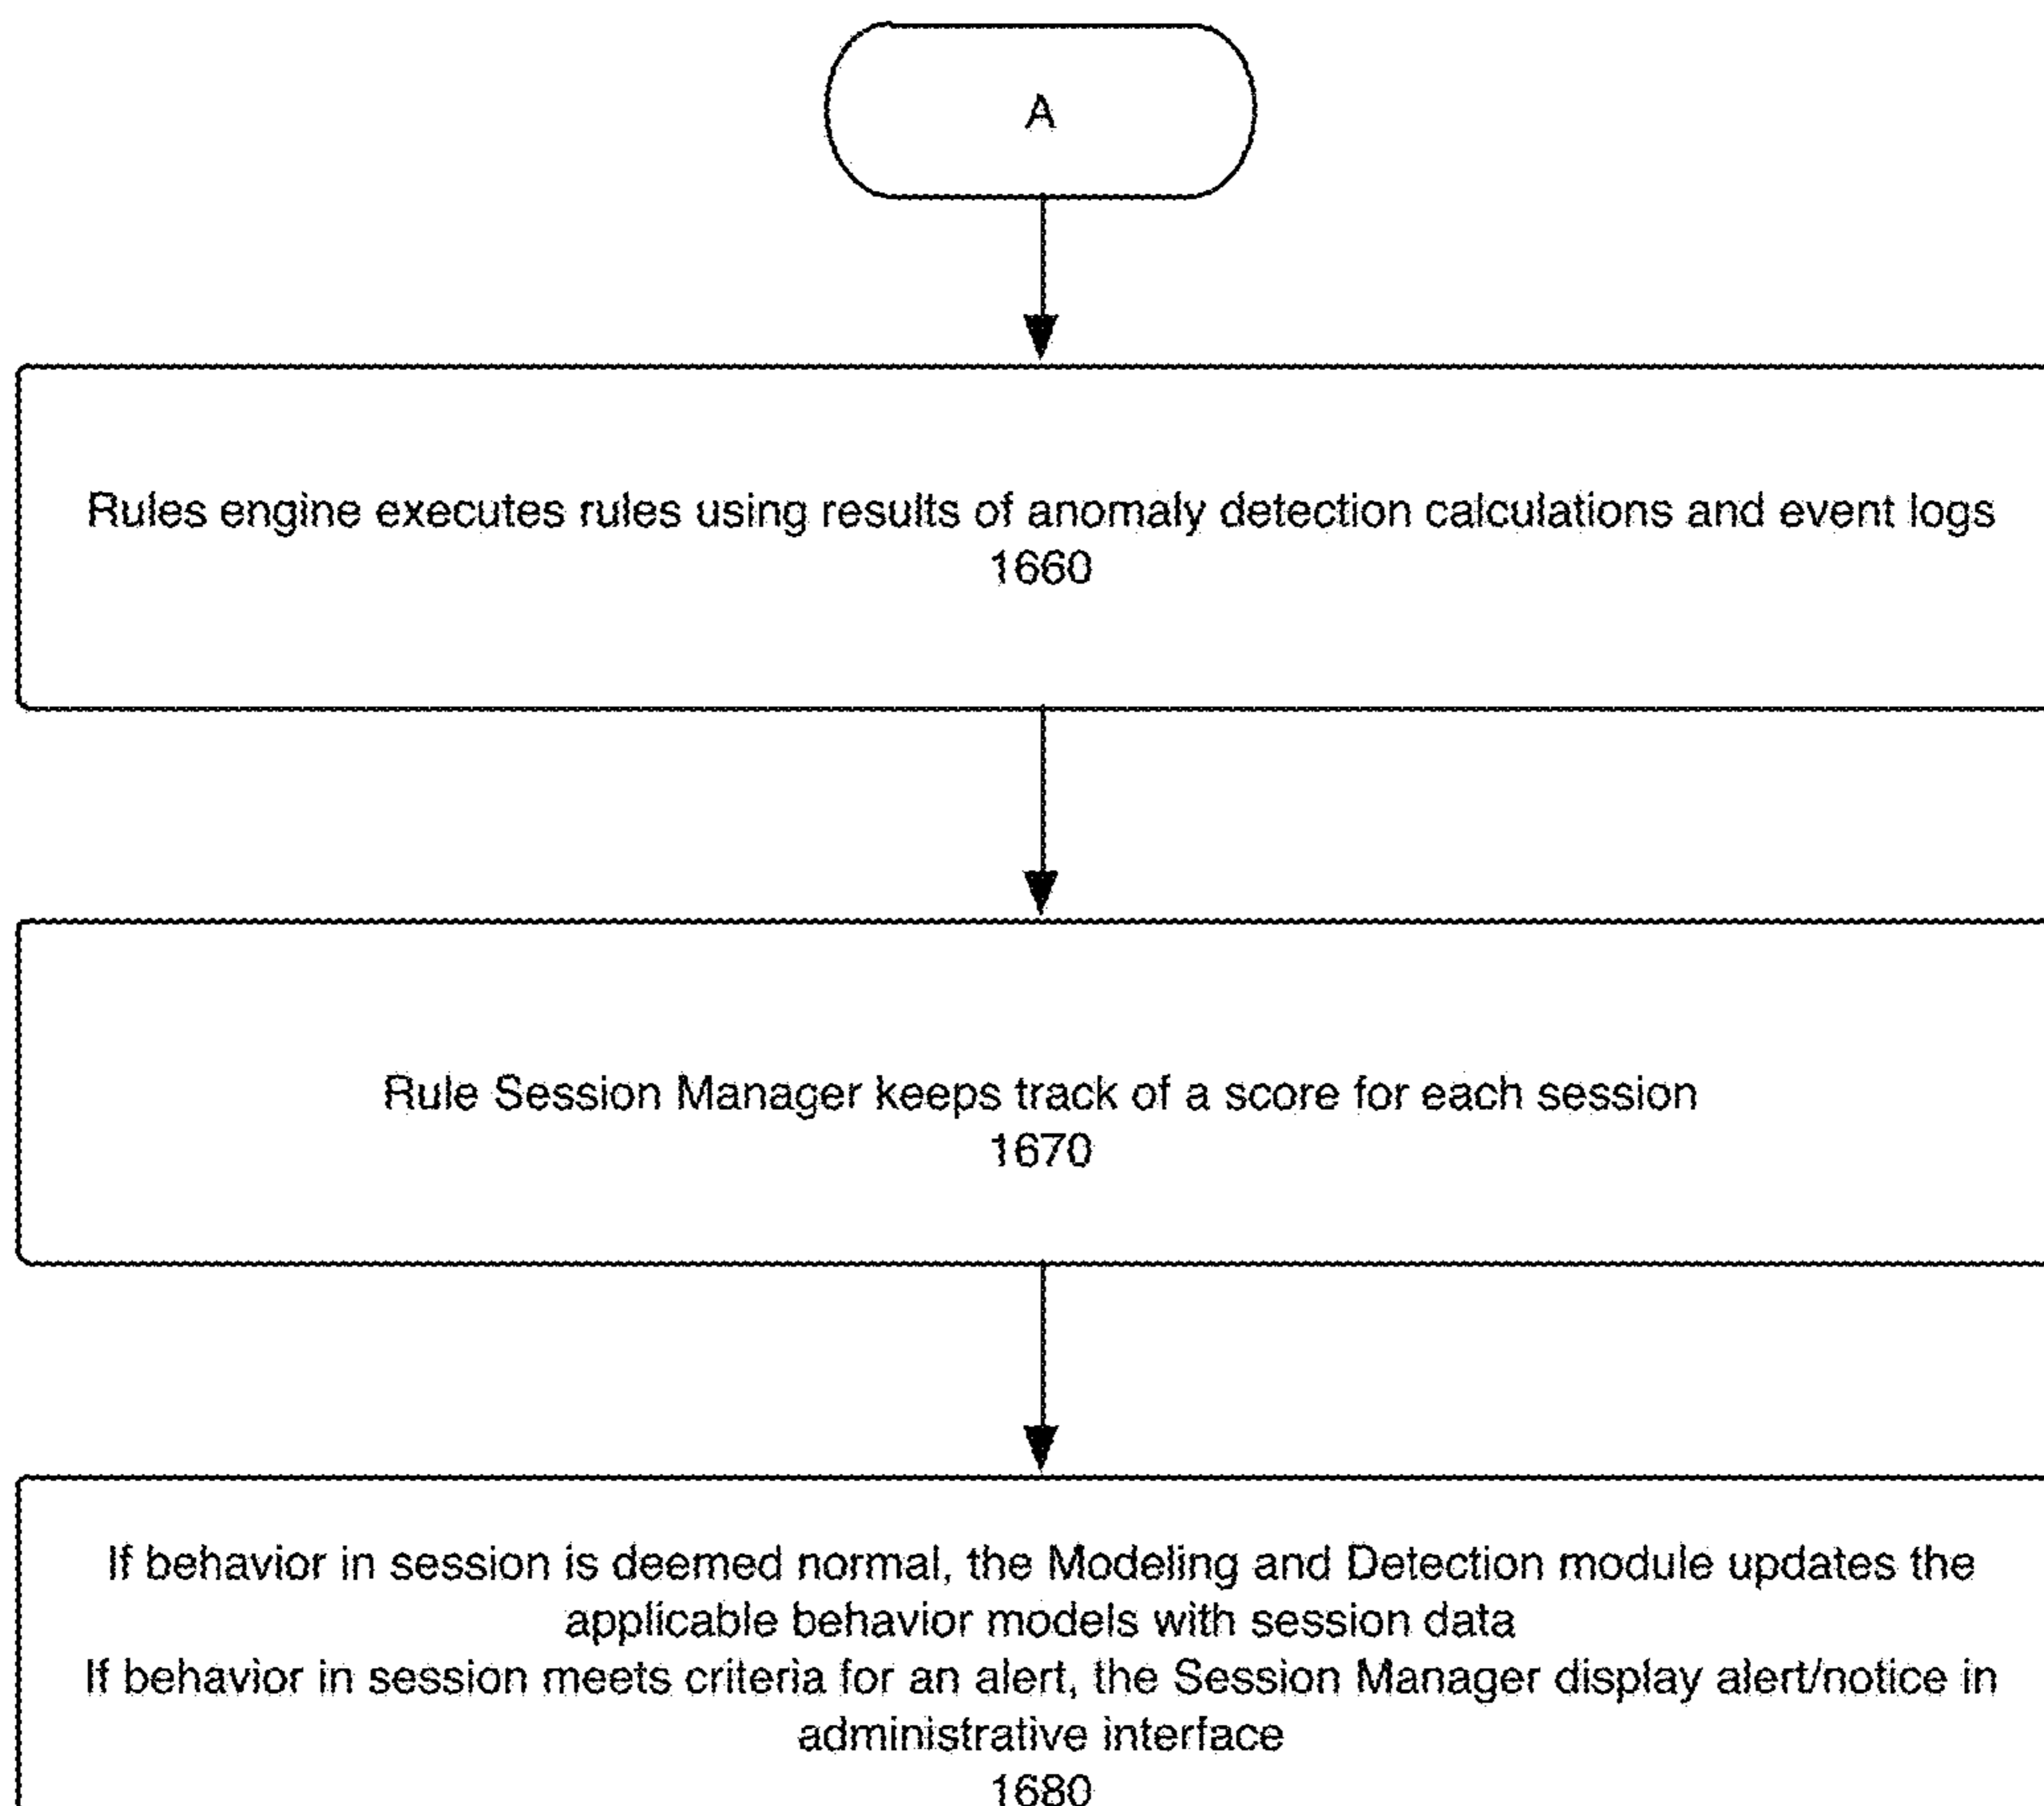 A
Rules engine executes rules using results of anomaly detection calculations and event logs
1660
Rule Session Manager keeps track of a score for each session
1670
If behavior in session is deemed normal, the Modeling and Detection module updates the
applicable behavior models with session data
If behavior in session meets criteria for an alert, the Session Manager display alert/notice in
administrative interface
1680